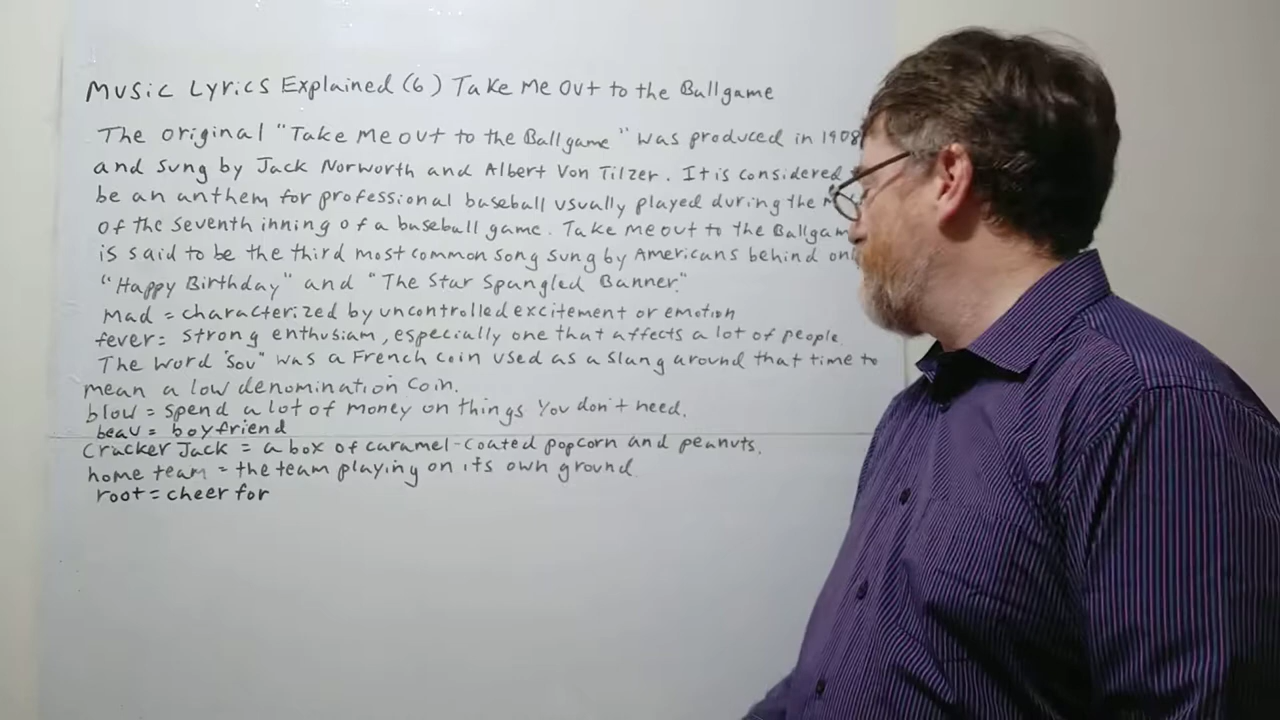 Music Lyrics Explained (6) Take Me Out to the Ballgame
The original "Take Me Out to the Ballgame" was produced in 1908
and sung by Jack Norworth and Albert Von Tilzer. It is considered
be an anthem for professional baseball usually played during the
of the seventh inning of a baseball game. Take me out to the Ballgam
is said to be the third most common song sung by Americans behind on
"Happy Birthday" and "The Star Spangled Banner."
Mad = characterized by uncontrolled excitement or emotion
fever = strong enthusiam, especially one that affects a lot of people.
The word "Sou" was a French coin used as a slang around that time to
mean a low denomination coin.
blow = spend a lot of money on things you don't need.
beau = boyfriend
Cracker Jack = a box of caramel-coated popcorn and peanuts.
home team = the team playing on its own ground.
root = cheer for